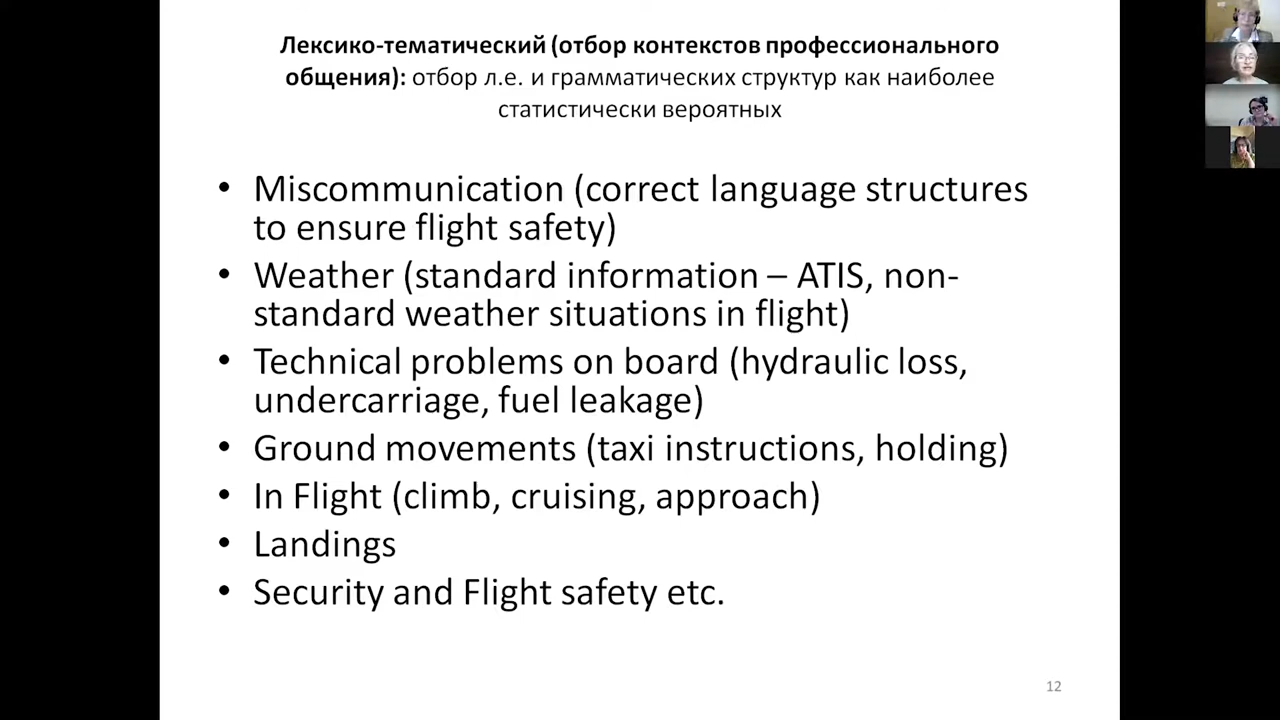 Лексико-тематический (отбор контекстов профессионального
общения): отбор л.е. и грамматических структур как наиболее
статистически вероятных
• Miscommunication (correct language structures
to ensure flight safety)
• Weather (standard information – ATIS, non-
standard weather situations in flight)
• Technical problems on board (hydraulic loss,
undercarriage, fuel leakage)
• Ground movements (taxi instructions, holding)
• In Flight (climb, cruising, approach)
• Landings
• Security and Flight safety etc.
12